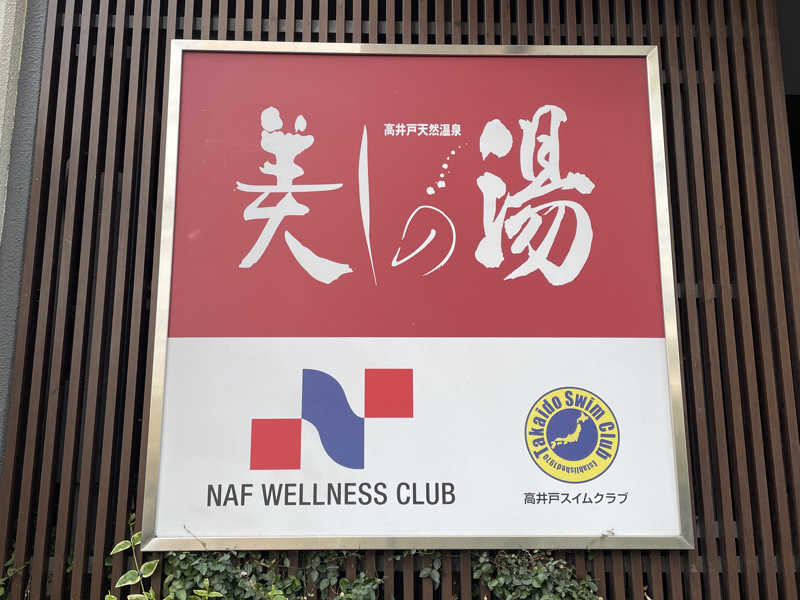 高井戸天然温泉
美しの湯
NAF WELLNESS CLUB
Takaido Swim Club
Established1970
高井戸スイムクラブ